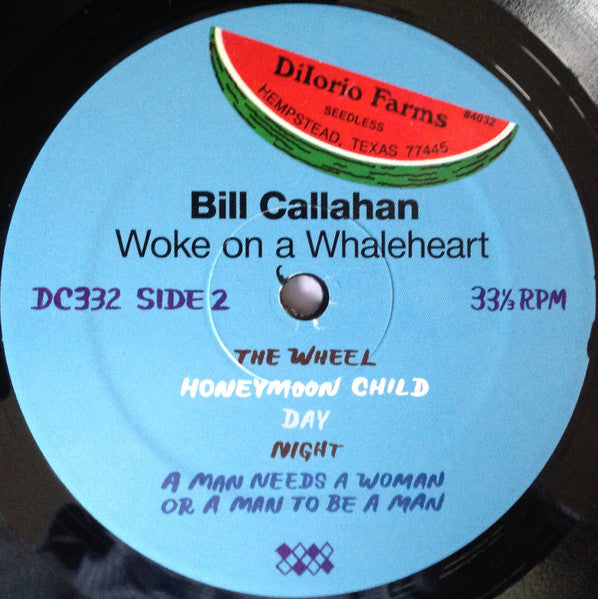 DiIorio Farms
#4032
SEEDLESS
HEMPSTEAD, TEXAS 77445
Bill Callahan
Woke on a Whaleheart
DC332 SIDE 2
33⅓ RPM
THE WHEEL
HONEYMOON CHILD
DAY
NIGHT
A MAN NEEDS A WOMAN
OR A MAN TO BE A MAN